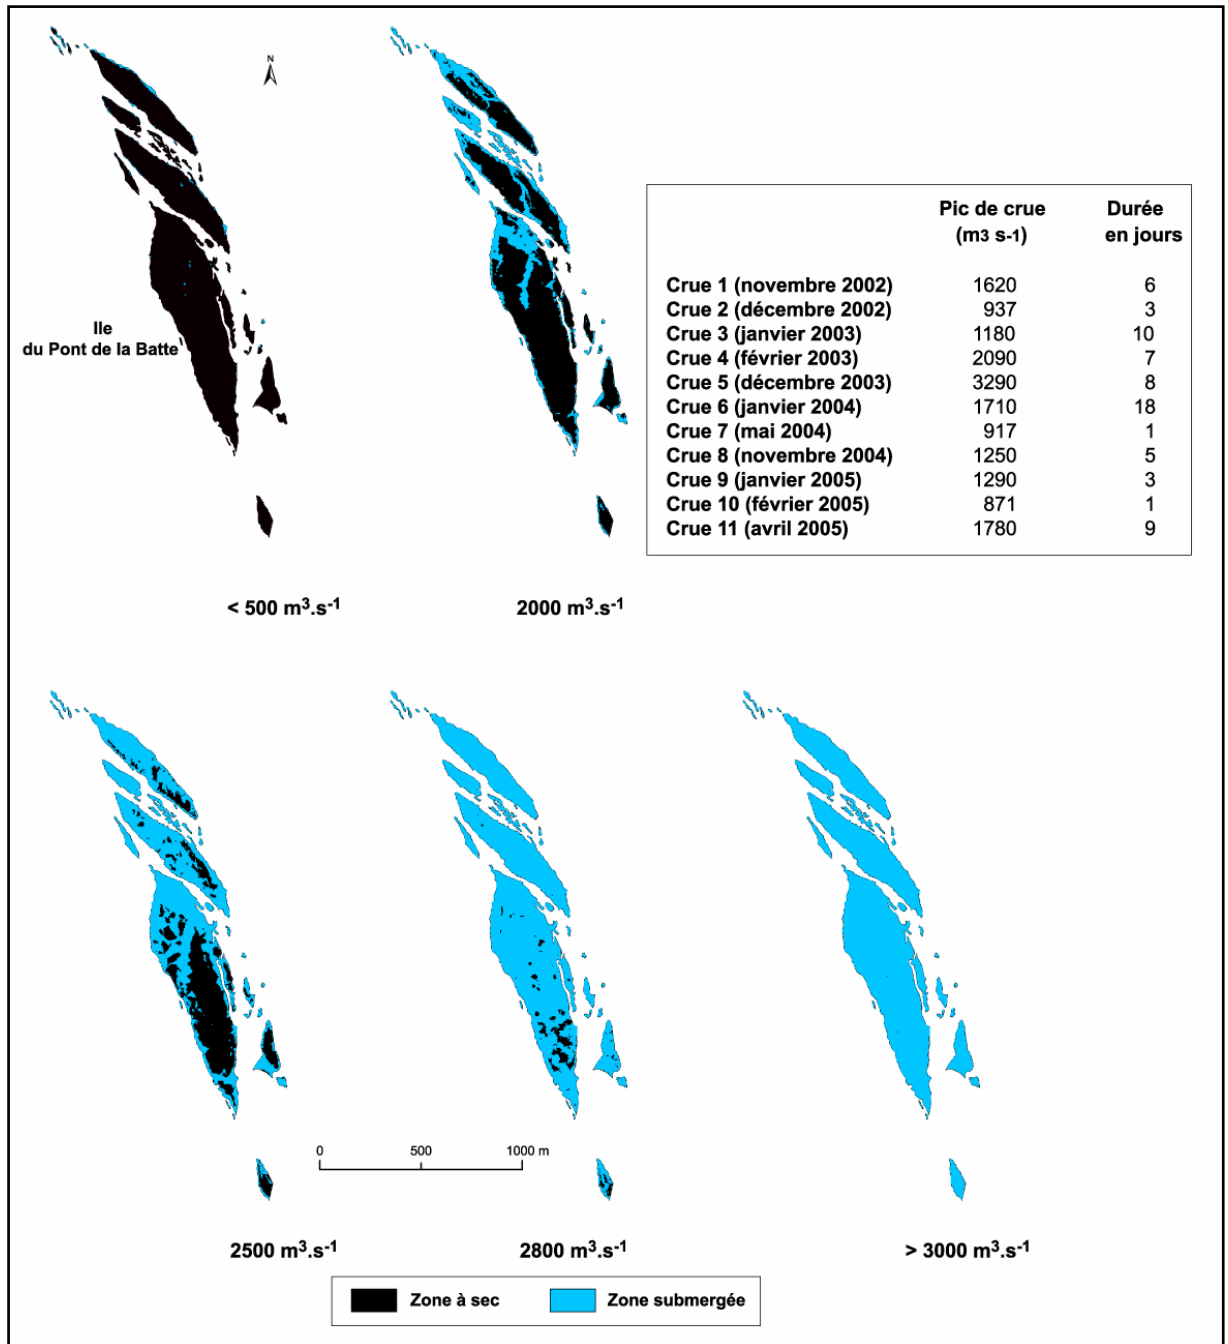 N
Ile
du Pont de la Batte
Pic de crue Durée
(m3 s-1) en jours
Crue 1 (novembre 2002) 1620 6
Crue 2 (décembre 2002) 937 3
Crue 3 (janvier 2003) 1180 10
Crue 4 (février 2003) 2090 7
Crue 5 (décembre 2003) 3290 8
Crue 6 (janvier 2004) 1710 18
Crue 7 (mai 2004) 917 1
Crue 8 (novembre 2004) 1250 5
Crue 9 (janvier 2005) 1290 3
Crue 10 (février 2005) 871 1
Crue 11 (avril 2005) 1780 9
< 500 m³.s⁻¹ 2000 m³.s⁻¹
0 500 1000 m
2500 m³.s⁻¹ 2800 m³.s⁻¹ > 3000 m³.s⁻¹
Zone à sec Zone submergée